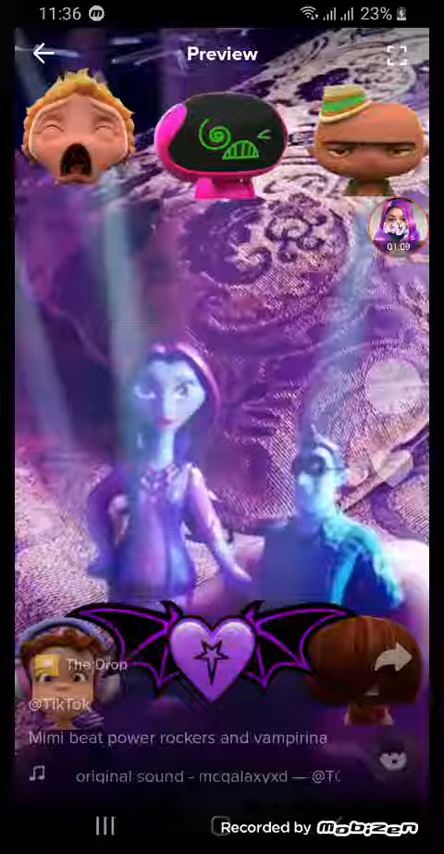 11:36
23%
Preview
01:09
The Drop
@TikTok
Mimi beat power rockers and vampirina
original sound - mcqalaxyxd — @T
Recorded by Mobizen